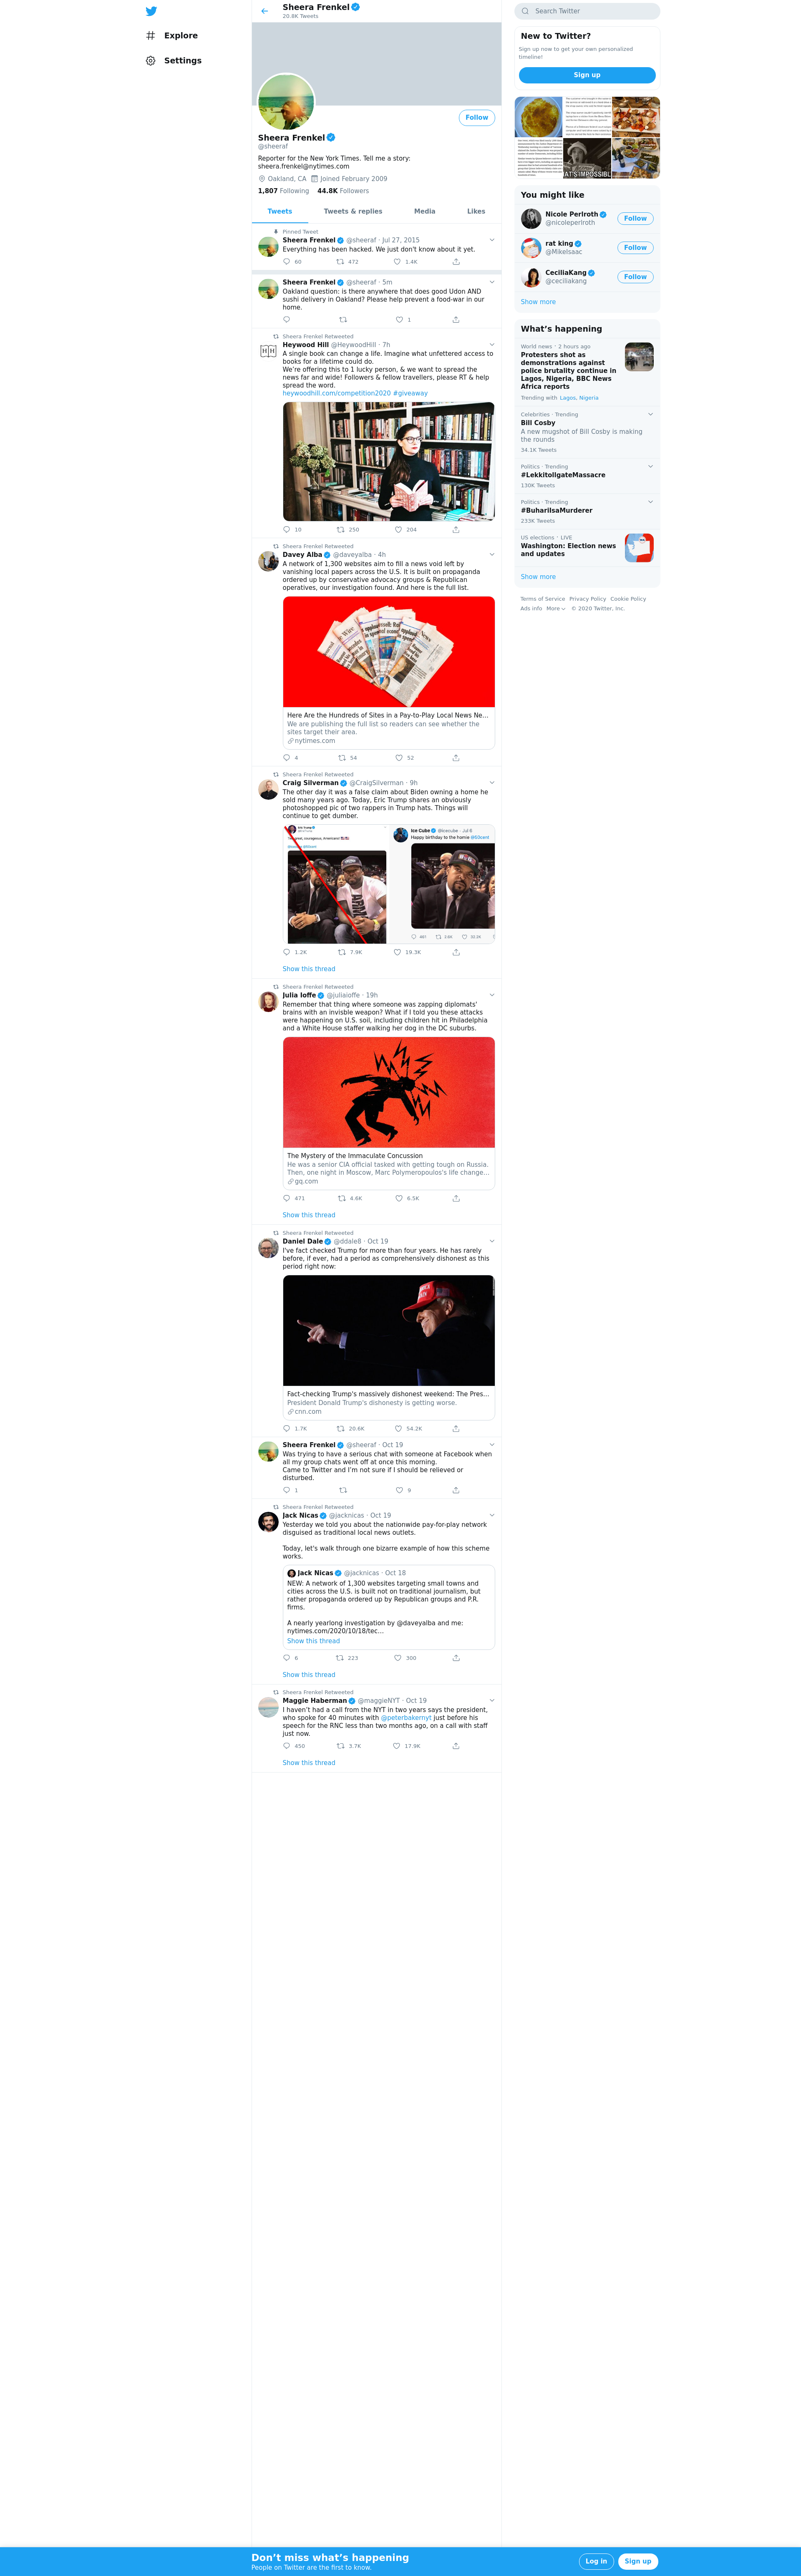 Explore
Settings
Sheera Frenkel
20.8K Tweets
Follow
Sheera Frenkel
@sheeraf
Reporter for the New York Times. Tell me a story:
sheera.frenkel@nytimes.com
Oakland, CA Joined February 2009
1,807 Following 44.8K Followers
Tweets Tweets & replies Media Likes
Pinned Tweet
Sheera Frenkel @sheeraf · Jul 27, 2015
Everything has been hacked. We just don't know about it yet.
60 472 1.4K
Sheera Frenkel @sheeraf · 5m
Oakland question: is there anywhere that does good Udon AND
sushi delivery in Oakland? Please help prevent a food-war in our
home.
1
Sheera Frenkel Retweeted
Heywood Hill @HeywoodHill · 7h
A single book can change a life. Imagine what unfettered access to
books for a lifetime could do.
We're offering this to 1 lucky person, & we want to spread the
news far and wide! Followers & fellow travellers, please RT & help
spread the word.
heywoodhill.com/competition2020 #giveaway
10 250 204
Sheera Frenkel Retweeted
Davey Alba @daveyalba · 4h
A network of 1,300 websites aim to fill a news void left by
vanishing local papers across the U.S. It is built on propaganda
ordered up by conservative advocacy groups & Republican
operatives, our investigation found. And here is the full list.
Here Are the Hundreds of Sites in a Pay-to-Play Local News Ne...
We are publishing the full list so readers can see whether the
sites target their area.
nytimes.com
4 54 52
Sheera Frenkel Retweeted
Craig Silverman @CraigSilverman · 9h
The other day it was a false claim about Biden owning a home he
sold many years ago. Today, Eric Trump shares an obviously
photoshopped pic of two rappers in Trump hats. Things will
continue to get dumber.
Ice Cube @icecube · Jul 6
Happy birthday to the homie @50cent
1.2K 7.9K 19.3K
Show this thread
Sheera Frenkel Retweeted
Julia Ioffe @juliaioffe · 19h
Remember that thing where someone was zapping diplomats'
brains with an invisble weapon? What if I told you these attacks
were happening on U.S. soil, including children hit in Philadelphia
and a White House staffer walking her dog in the DC suburbs.
The Mystery of the Immaculate Concussion
He was a senior CIA official tasked with getting tough on Russia.
Then, one night in Moscow, Marc Polymeropoulos's life change...
gq.com
471 4.6K 6.5K
Show this thread
Sheera Frenkel Retweeted
Daniel Dale @ddale8 · Oct 19
I've fact checked Trump for more than four years. He has rarely
before, if ever, had a period as comprehensively dishonest as this
period right now:
Fact-checking Trump's massively dishonest weekend: The Pres...
President Donald Trump's dishonesty is getting worse.
cnn.com
1.7K 20.6K 54.2K
Sheera Frenkel @sheeraf · Oct 19
Was trying to have a serious chat with someone at Facebook when
all my group chats went off at once this morning.
Came to Twitter and I'm not sure if I should be relieved or
disturbed.
1 9
Sheera Frenkel Retweeted
Jack Nicas @jacknicas · Oct 19
Yesterday we told you about the nationwide pay-for-play network
disguised as traditional local news outlets.
Today, let's walk through one bizarre example of how this scheme
works.
Jack Nicas @jacknicas · Oct 18
NEW: A network of 1,300 websites targeting small towns and
cities across the U.S. is built not on traditional journalism, but
rather propaganda ordered up by Republican groups and P.R.
firms.
A nearly yearlong investigation by @daveyalba and me:
nytimes.com/2020/10/18/tec...
Show this thread
6 223 300
Show this thread
Sheera Frenkel Retweeted
Maggie Haberman @maggieNYT · Oct 19
I haven't had a call from the NYT in two years says the president,
who spoke for 40 minutes with @peterbakernyt just before his
speech for the RNC less than two months ago, on a call with staff
just now.
450 3.7K 17.9K
Show this thread
Search Twitter
New to Twitter?
Sign up now to get your own personalized
timeline!
Sign up
You might like
Nicole Perlroth
@nicoleperlroth
Follow
rat king
@MikeIsaac
Follow
CeciliaKang
@ceciliakang
Follow
Show more
What's happening
World news · 2 hours ago
Protesters shot as
demonstrations against
police brutality continue in
Lagos, Nigeria, BBC News
Africa reports
Trending with Lagos, Nigeria
Celebrities · Trending
Bill Cosby
A new mugshot of Bill Cosby is making
the rounds
34.1K Tweets
Politics · Trending
#LekkitollgateMassacre
130K Tweets
Politics · Trending
#BuhariIsaMurderer
233K Tweets
US elections · LIVE
Washington: Election news
and updates
Show more
Terms of Service Privacy Policy Cookie Policy
Ads info More © 2020 Twitter, Inc.
Don't miss what's happening
People on Twitter are the first to know.
Log in Sign up